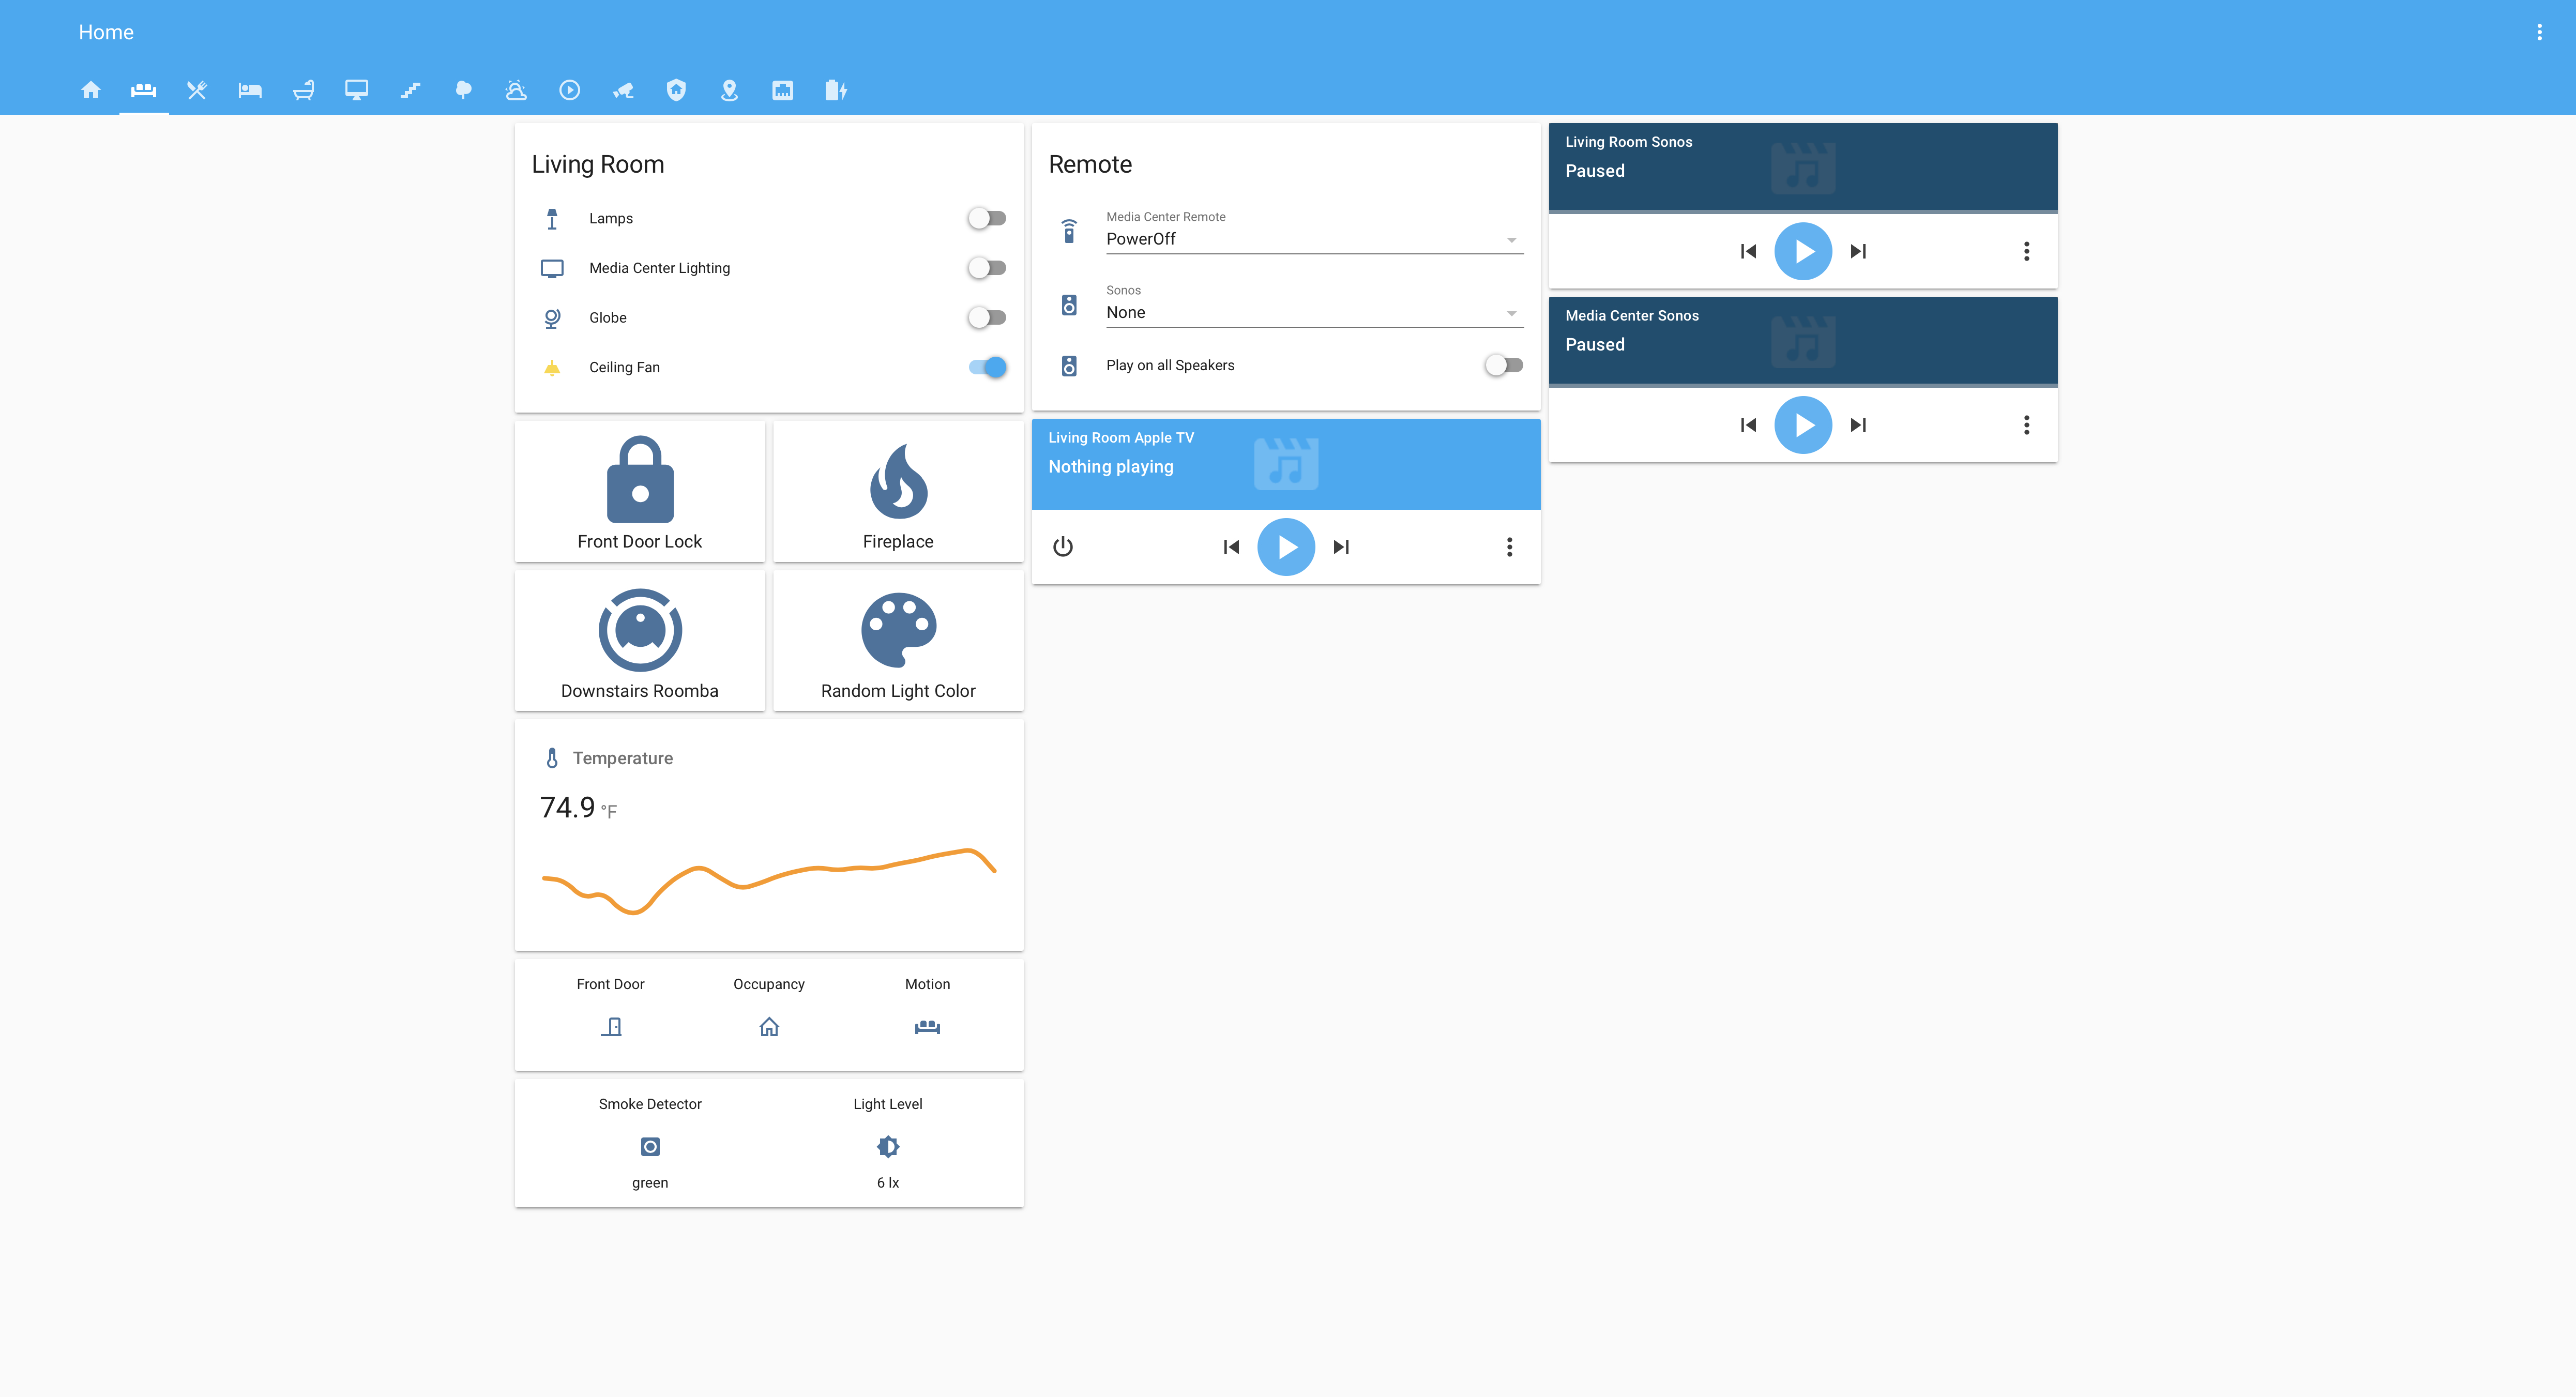 Home
Living Room
Lamps
Media Center Lighting
Globe
Ceiling Fan
Front Door Lock
Fireplace
Downstairs Roomba
Random Light Color
Temperature
74.9 °F
Front Door
Occupancy
Motion
Smoke Detector
Light Level
green
6 lx
Remote
Media Center Remote
PowerOff
Sonos
None
Play on all Speakers
Living Room Apple TV
Nothing playing
Living Room Sonos
Paused
Media Center Sonos
Paused